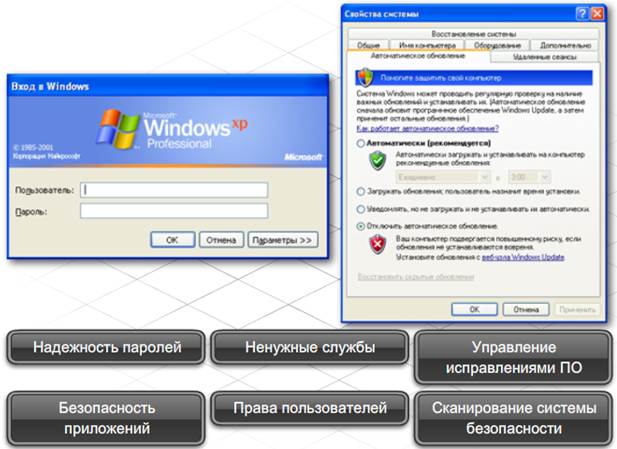 Вход в Windows
Microsoft
Windows xp
Professional
© 1985-2001
Корпорация Майкрософт
Microsoft
Пользователь:
Пароль:
OK
Отмена
Параметры >>
Свойства системы
Восстановление системы
Общие
Имя компьютера
Оборудование
Дополнительно
Автоматическое обновление
Удаленные сеансы
Помогите защитить свой компьютер
Система Windows может проводить регулярную проверку на наличие
важных обновлений и устанавливать их. (Автоматическое обновление
сначала обновит программное обеспечение Windows Update, а затем
применит остальные обновления.)
Как работает автоматическое обновление?
Автоматически (рекомендуется)
Автоматически загружать и устанавливать на компьютер
рекомендуемые обновления:
Ежедневно в 3:00
Загружать обновления; пользователь назначит время установки.
Уведомлять, но не загружать и не устанавливать их автоматически.
Отключить автоматическое обновление.
Ваш компьютер подвергается повышенному риску, если
обновления не устанавливаются вовремя.
Установите обновления с веб-узла Windows Update.
Восстановить скрытые обновления
OK
Отмена
Применить
Надежность паролей
Ненужные службы
Управление
исправлениями ПО
Безопасность
приложений
Права пользователей
Сканирование системы
безопасности